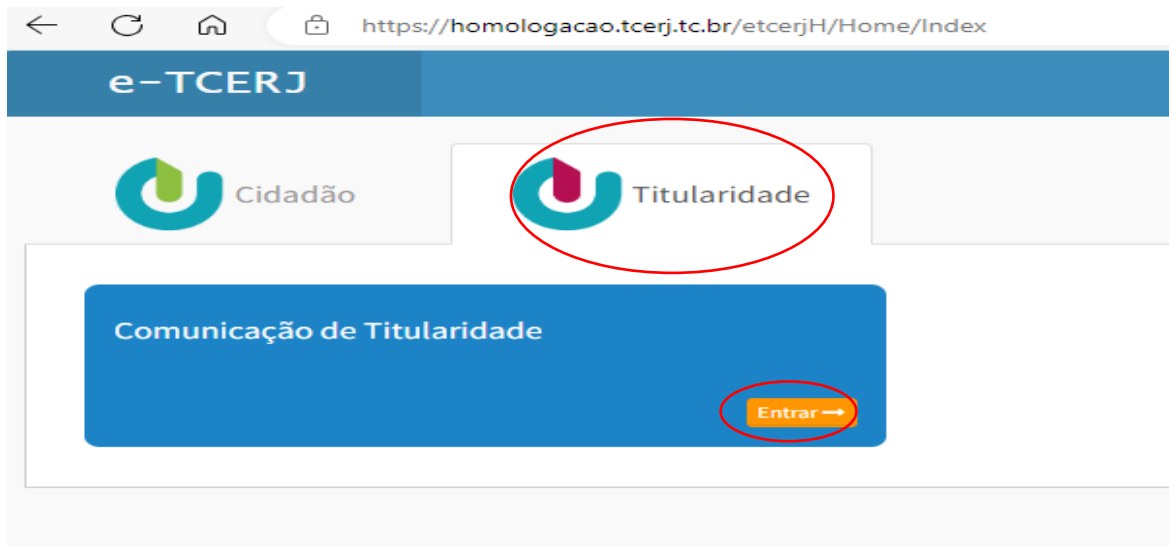 https://homologacao.tcerj.tc.br/etcerjH/Home/Index
e-TCERJ
Cidadão
Titularidade
Comunicação de Titularidade
Entrar